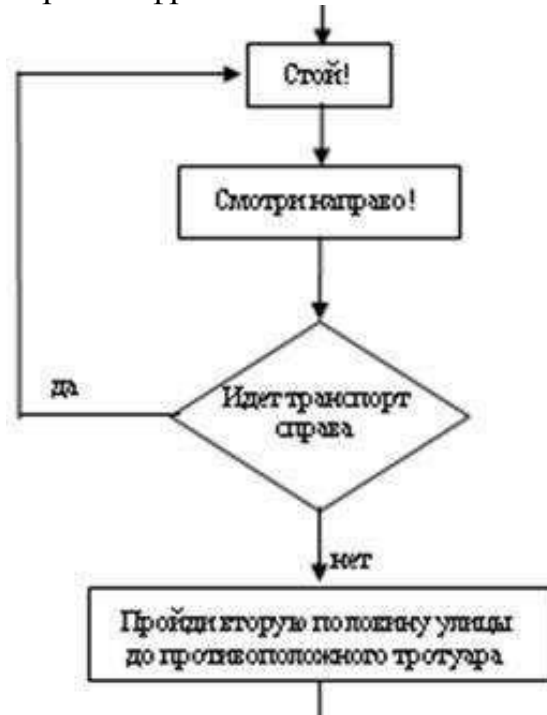 Стой!
Смотри направо!
Идет транспорт
справа
да
нет
Пройди вторую половину улицы
до противоположного тротуара